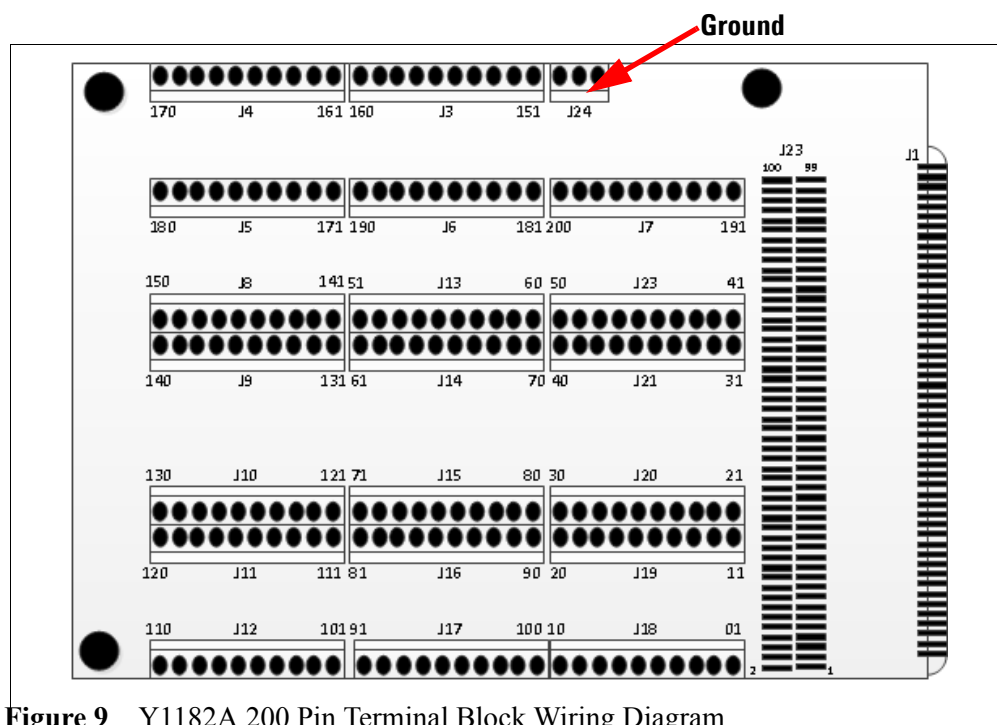 Ground
170 J4 161 160 J3 151 J24
J23
J1
100 99
180 J5 171 190 J6 181 200 J7 191
150 J8 141 51 J13 60 50 J23 41
140 J9 131 61 J14 70 40 J21 31
130 J10 121 71 J15 80 30 J20 21
120 J11 111 81 J16 90 20 J19 11
110 J12 101 91 J17 100 10 J18 01
2 1
Figure 9 Y1182A 200 Pin Terminal Block Wiring Diagram